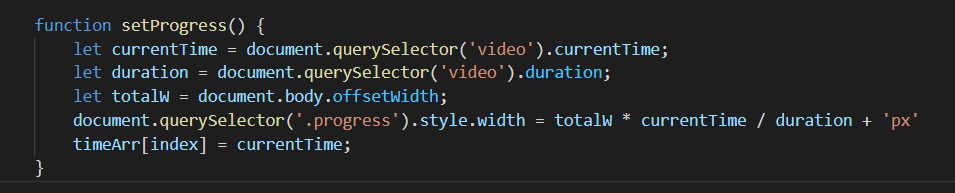 function setProgress() {
let currentTime = document.querySelector('video').currentTime;
let duration = document.querySelector('video').duration;
let totalW = document.body.offsetWidth;
document.querySelector('.progress').style.width = totalW * currentTime / duration + 'px'
timeArr[index] = currentTime;
}